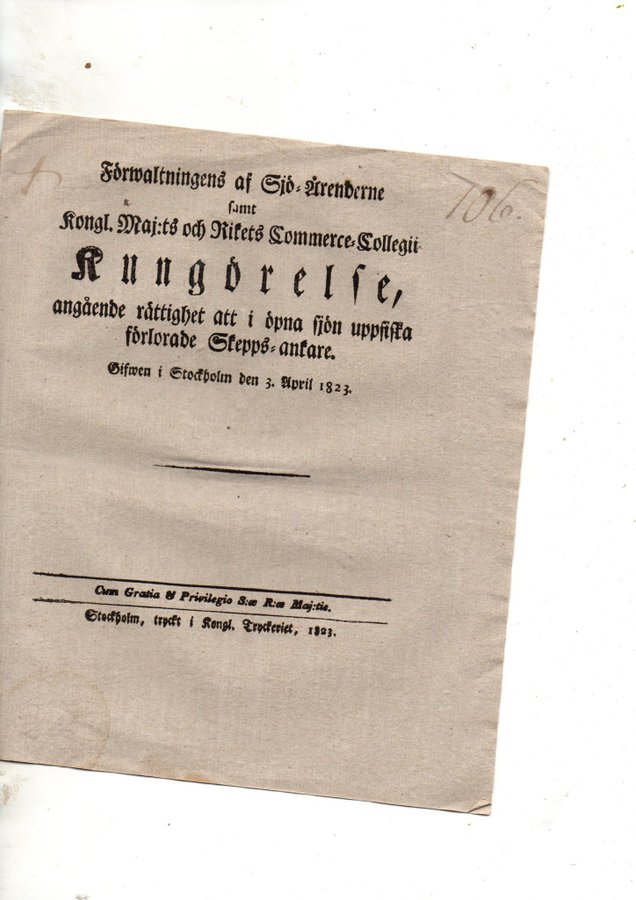 106.
Förwaltningens af Sjö-Ärenderne
samt
Kongl. Maj:ts och Rikets Commerce-Collegii
Kungörelse,
angående rättighet att i öpna sjön uppfiska
förlorade Skepps-ankare.
Gifwen i Stockholm den 3. April 1823.
Cum Gratia & Privilegio S:æ R:æ Maj:tis.
Stockholm, tryckt i Kongl. Tryckeriet, 1823.